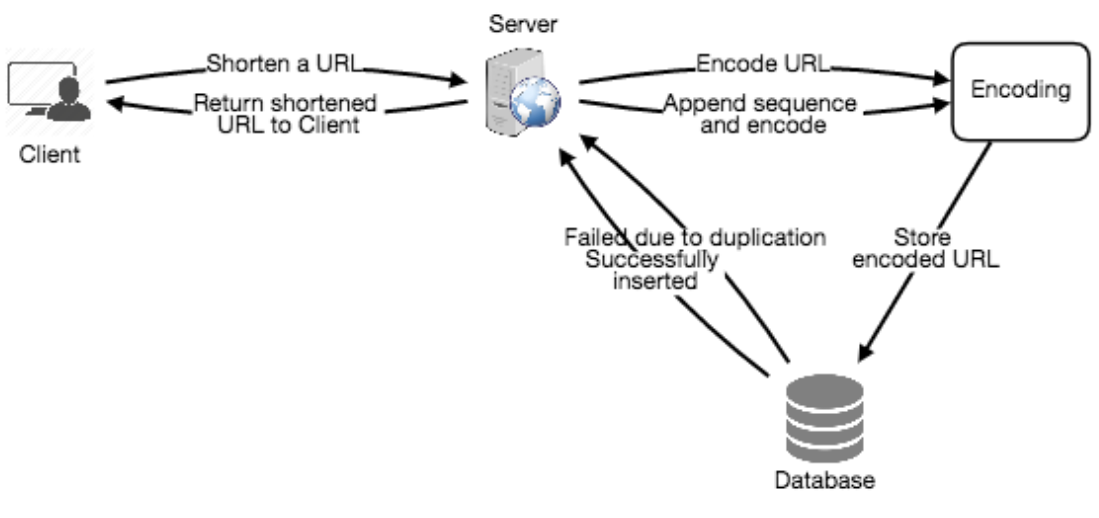 Server
Shorten a URL
Encode URL
Encoding
Return shortened
URL to Client
Append sequence
and encode
Client
Failed due to duplication
Successfully
inserted
Store
encoded URL
Database